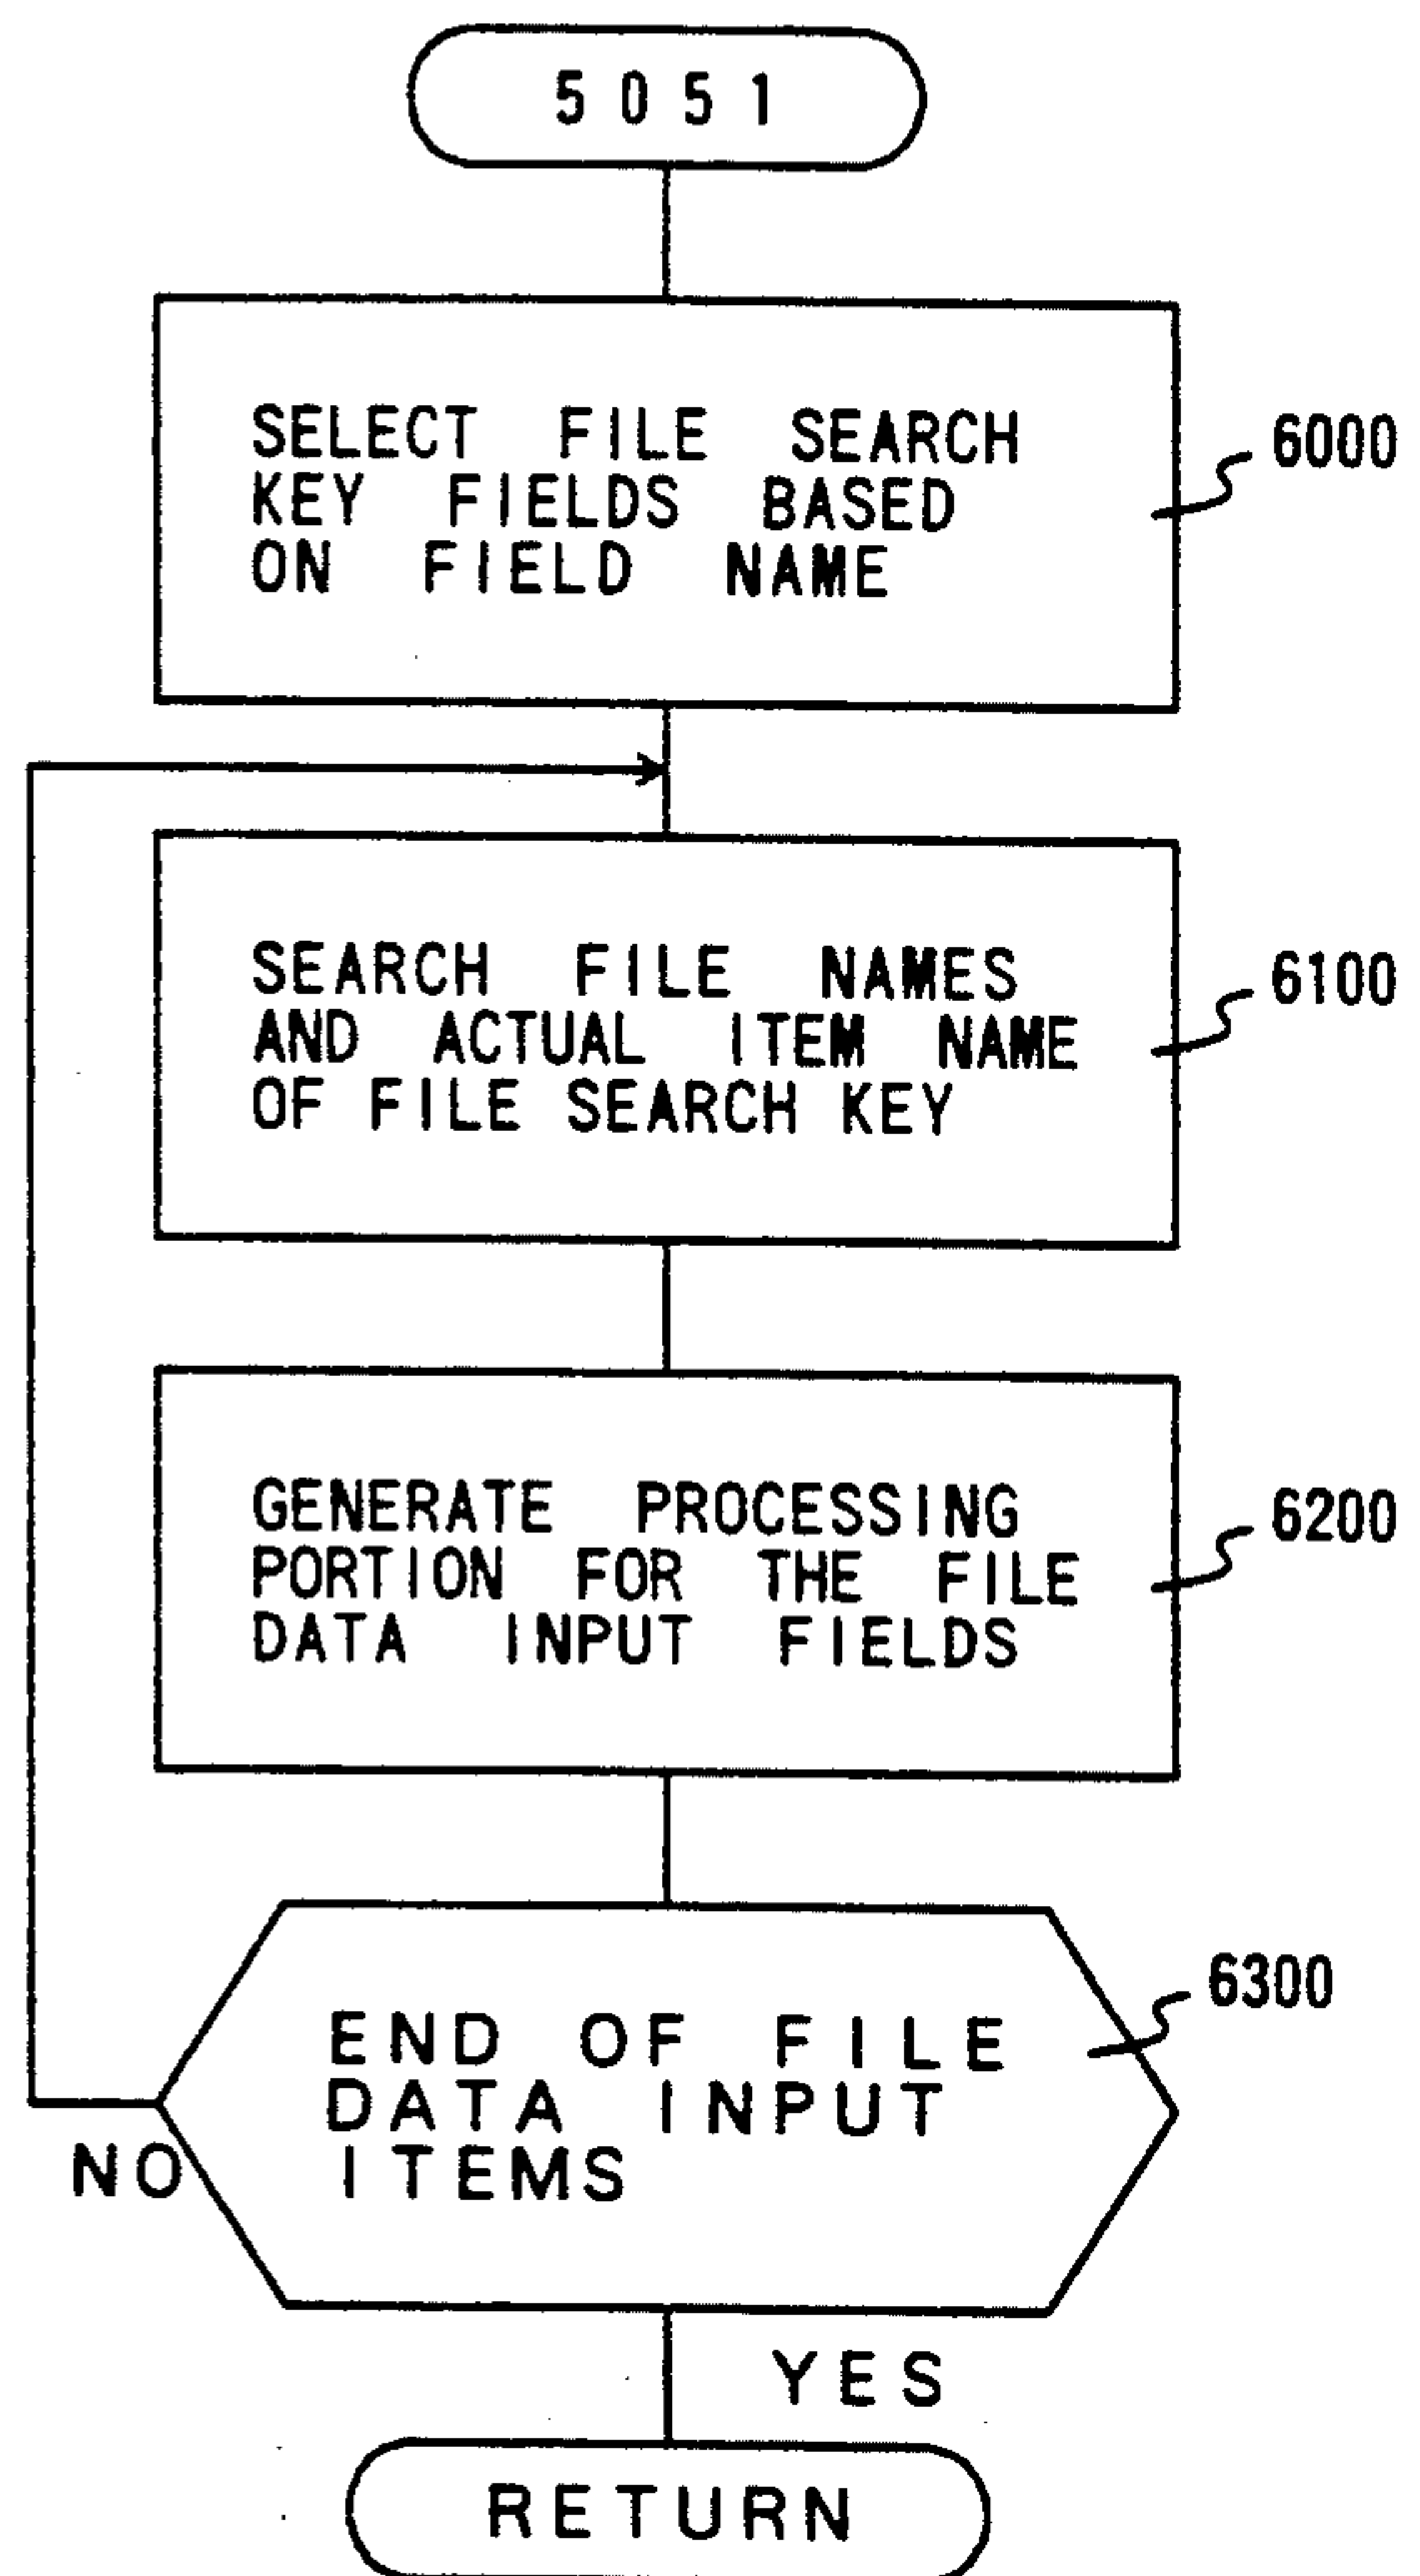 5051
SELECT FILE SEARCH
KEY FIELDS BASED
ON FIELD NAME
6000
SEARCH FILE NAMES
AND ACTUAL ITEM NAME
OF FILE SEARCH KEY
6100
GENERATE PROCESSING
PORTION FOR THE FILE
DATA INPUT FIELDS
6200
END OF FILE
DATA INPUT
ITEMS
6300
NO
YES
RETURN